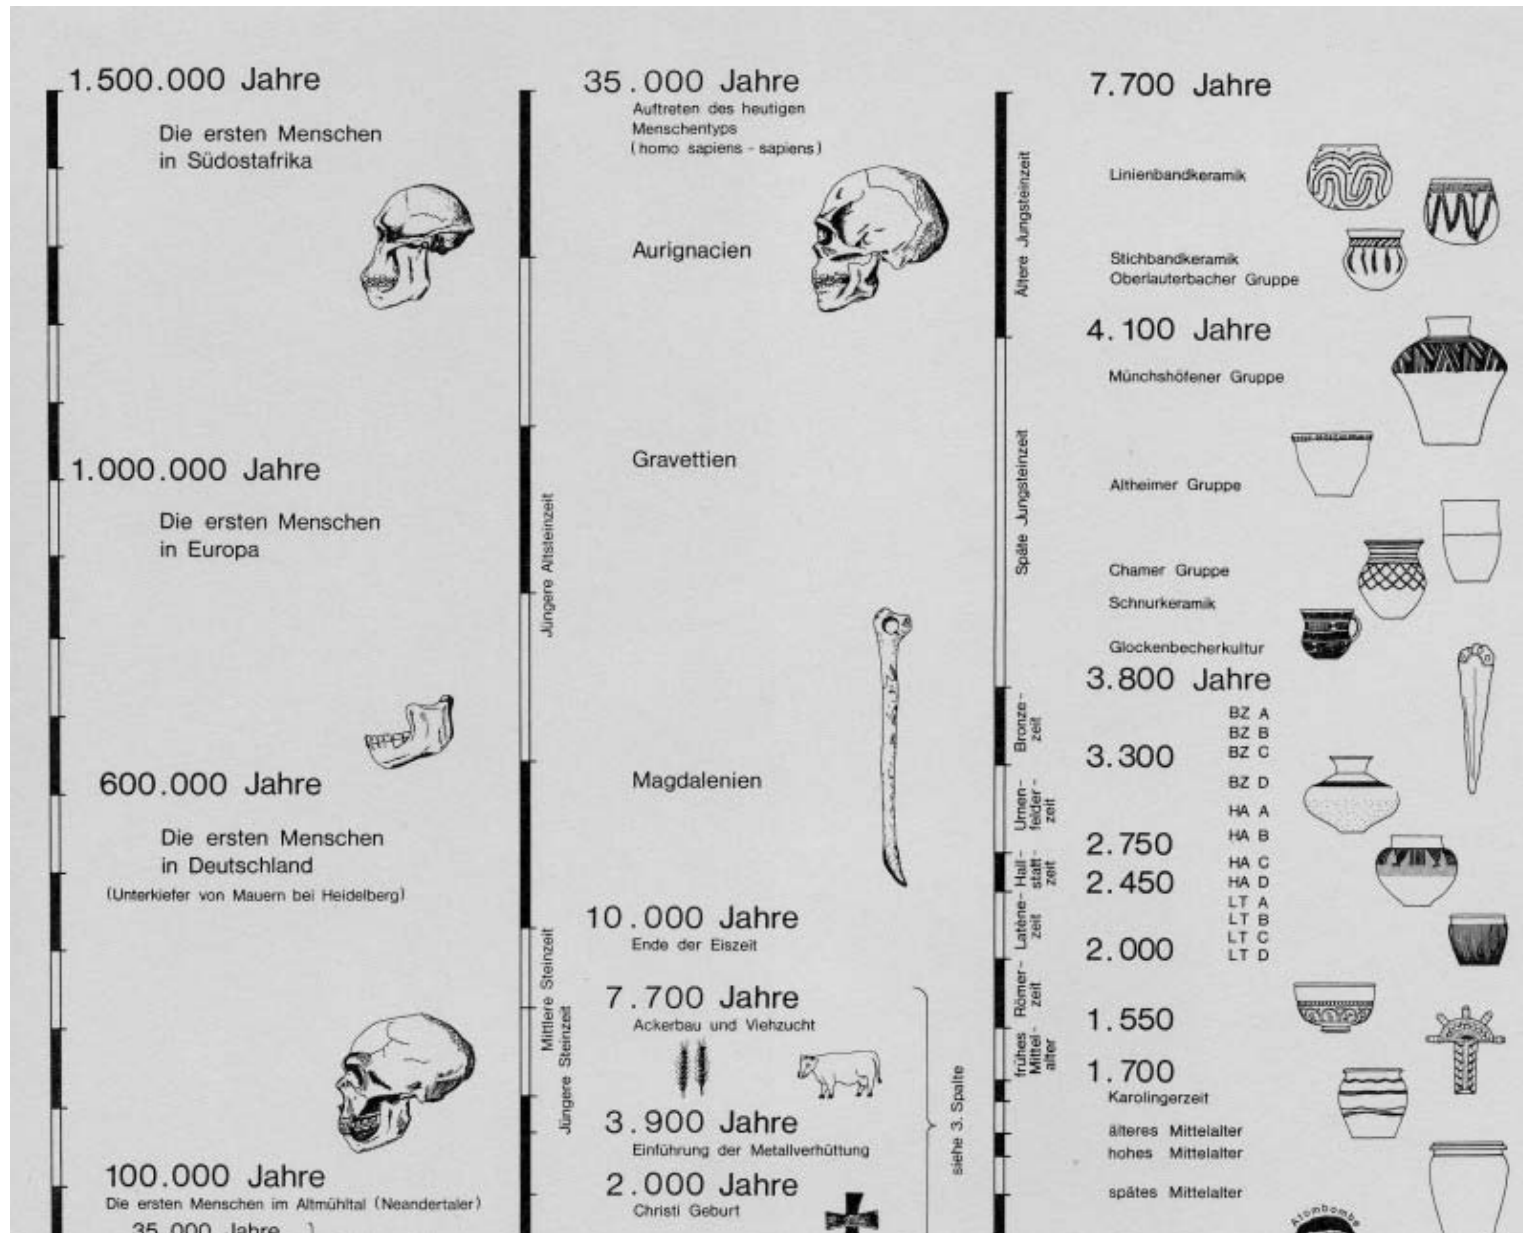 1.500.000 Jahre
Die ersten Menschen
in Südostafrika
1.000.000 Jahre
Die ersten Menschen
in Europa
600.000 Jahre
Die ersten Menschen
in Deutschland
(Unterkiefer von Mauern bei Heidelberg)
100.000 Jahre
Die ersten Menschen im Altmühltal (Neandertaler)
35.000 Jahre
35.000 Jahre
Auftreten des heutigen
Menschentyps
(homo sapiens - sapiens)
Aurignacien
Gravettien
Magdalenien
Jüngere Altsteinzeit
10.000 Jahre
Ende der Eiszeit
Mittlere Steinzeit
7.700 Jahre
Ackerbau und Viehzucht
Jüngere Steinzeit
3.900 Jahre
Einführung der Metallverhüttung
2.000 Jahre
Christi Geburt
siehe 3. Spalte
7.700 Jahre
Ältere Jungsteinzeit
Linienbandkeramik
Stichbandkeramik
Oberlauterbacher Gruppe
4.100 Jahre
Späte Jungsteinzeit
Münchshöfener Gruppe
Altheimer Gruppe
Chamer Gruppe
Schnurkeramik
Glockenbecherkultur
3.800 Jahre
Bronze-
zeit
BZ A
BZ B
BZ C
3.300
Urnen-
felder-
zeit
BZ D
HA A
HA B
2.750
Hall-
statt-
zeit
HA C
HA D
2.450
Latène-
zeit
LT A
LT B
LT C
LT D
2.000
Römer-
zeit
1.550
frühes
Mittel-
alter
1.700
Karolingerzeit
älteres Mittelalter
hohes Mittelalter
spätes Mittelalter
Atombombe